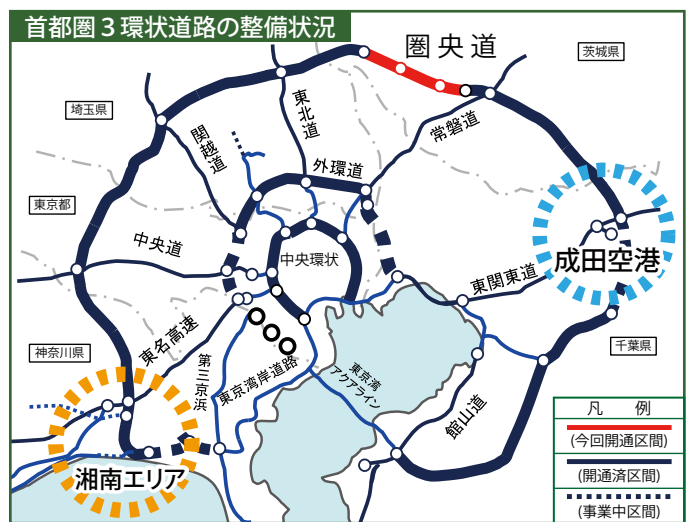 首都圏３環状道路の整備状況
圏央道
茨城県
埼玉県
東北道
関越道
常磐道
外環道
東京都
中央道
中央環状
成田空港
東関東道
東名高速
神奈川県
第三京浜
東京湾岸道路
東京湾
アクアライン
千葉県
館山道
湘南エリア
凡　例
(今回開通区間)
(開通済区間)
(事業中区間)